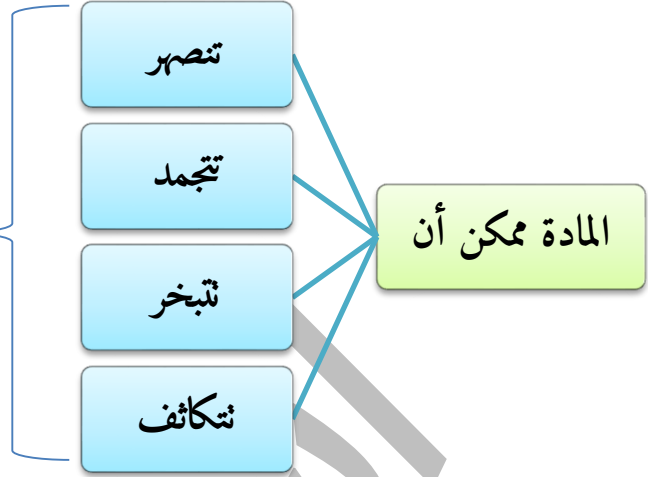 المادة ممكن أن
تنصهر
تتجمد
تتبخر
تتكاثف